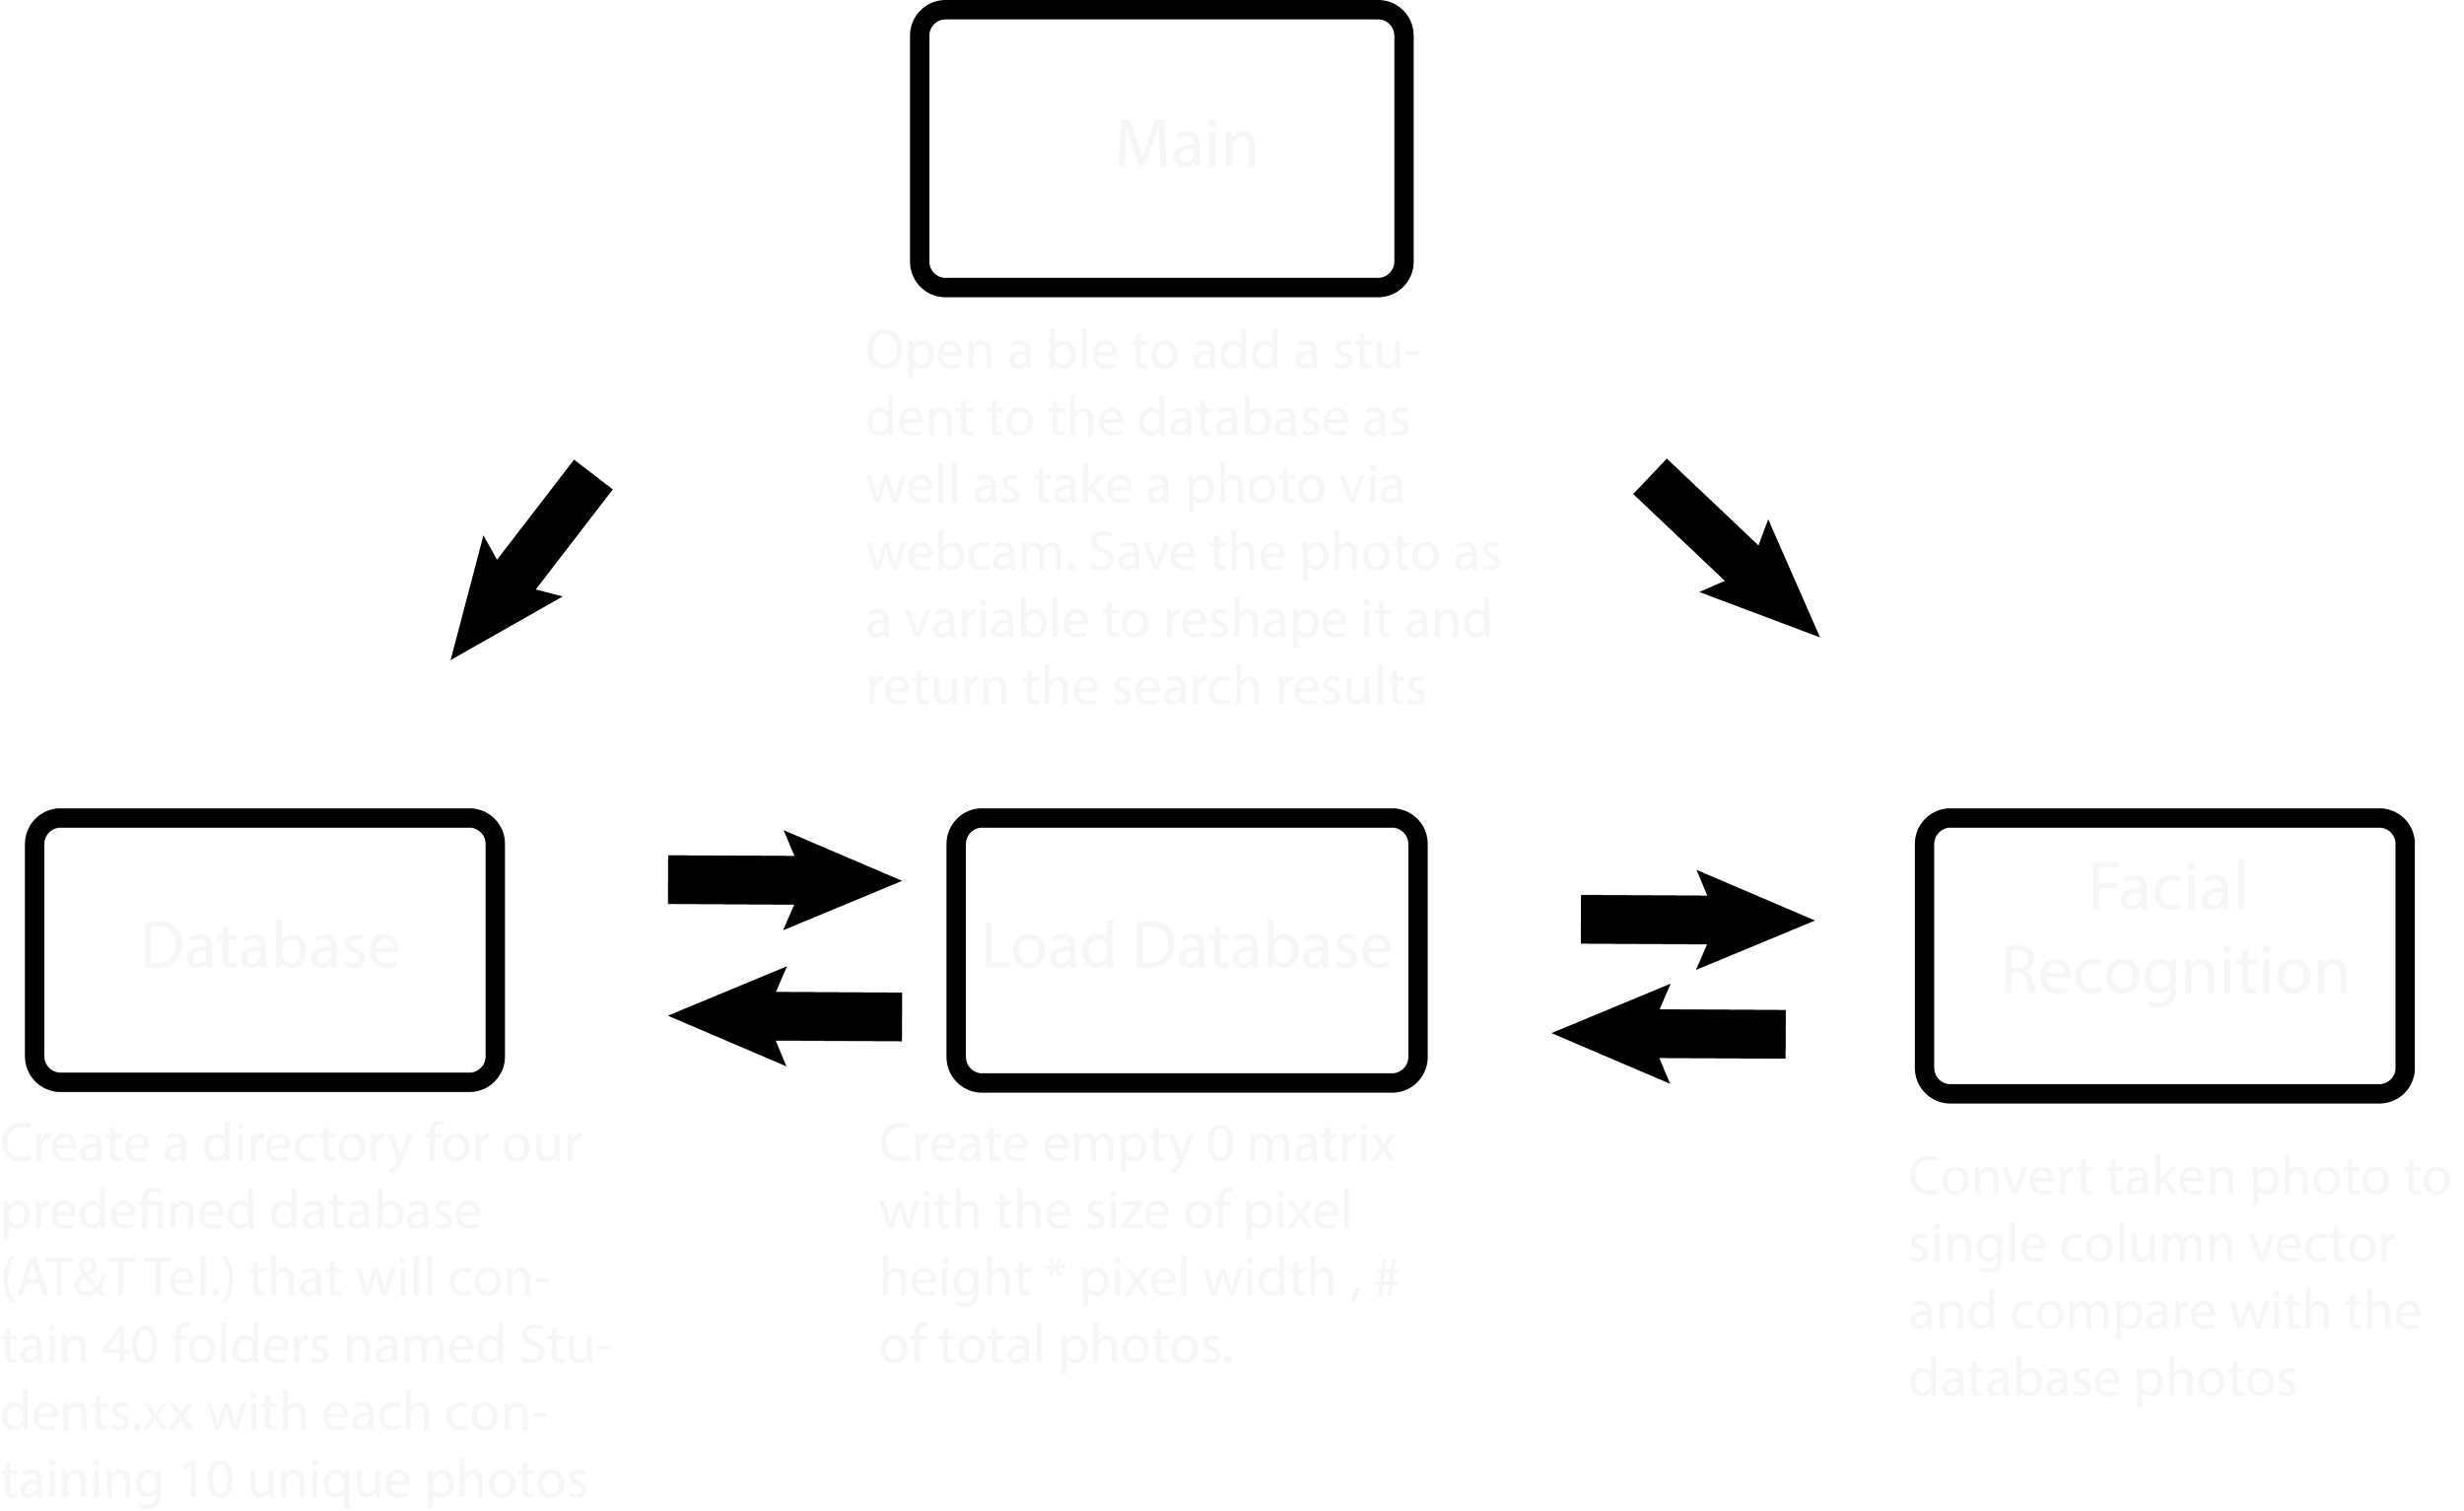 Main
Open a ble to add a stu-
dent to the database as
well as take a photo via
webcam. Save the photo as
a variable to reshape it and
return the search results
Database
Create a directory for our
predefined database
(AT&T Tel.) that will con-
tain 40 folders named Stu-
dents.xx with each con-
taining 10 unique photos
Load Database
Create empty 0 matrix
with the size of pixel
height * pixel width , #
of total photos.
Facial
Recognition
Convert taken photo to
single column vector
and compare with the
database photos